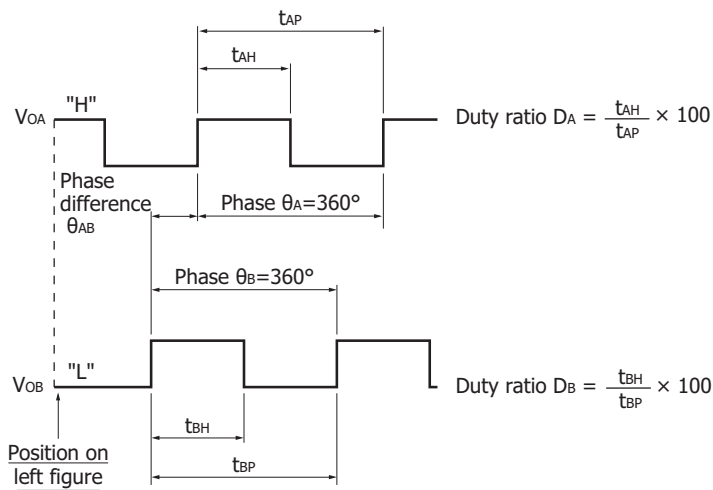 tAP
tAH
VOA
"H"
Duty ratio DA = tAH/tAP × 100
Phase
difference
θAB
Phase θA=360°
Phase θB=360°
VOB
"L"
Duty ratio DB = tBH/tBP × 100
tBH
tBP
Position on
left figure